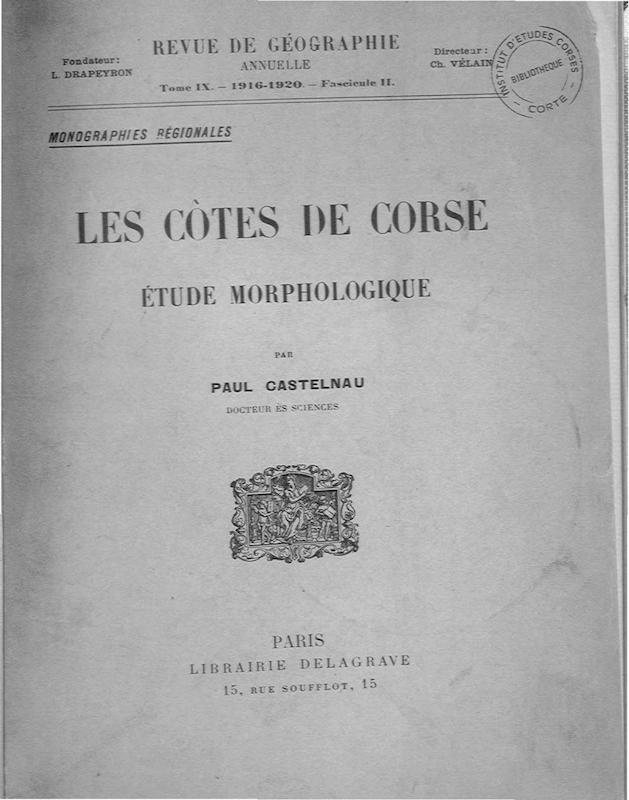 Fondateur:
L. DRAPEYRON
REVUE DE GÉOGRAPHIE
ANNUELLE
Tome IX. — 1916-1920. — Fascicule II.
Directeur:
Ch. VÉLAIN
INSTITUT D'ETUDES CORSES
BIBLIOTHEQUE
- CORTE -
MONOGRAPHIES RÉGIONALES
LES CÒTES DE CORSE
ÉTUDE MORPHOLOGIQUE
PAR
PAUL CASTELNAU
DOCTEUR ÈS SCIENCES
PARIS
LIBRAIRIE DELAGRAVE
15, RUE SOUFFLOT, 15